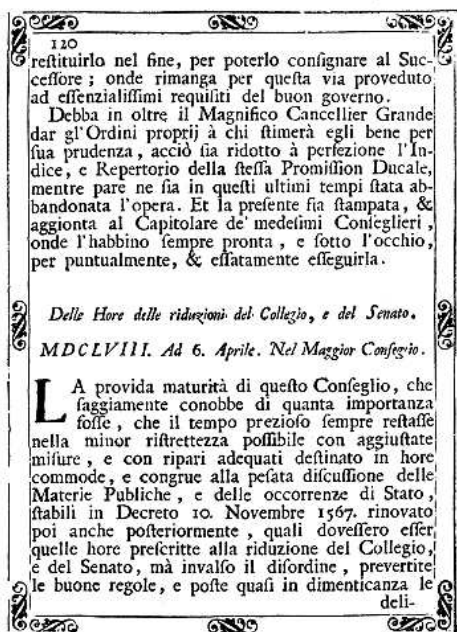 120
reſtituirlo nel fine, per poterlo conſignare al Suc-
ceſſore; onde rimanga per queſta via proveduto
ad eſſenzialiſſimi requiſiti del buon governo.
Debba in oltre il Magnifico Cancellier Grande
dar gl'Ordini proprij à chi ſtimerà egli bene per
ſua prudenza, acciò ſia ridotto à perfezione l'In-
dice, e Repertorio della ſteſſa Promiſſion Ducale,
mentre pare ne ſia in queſti ultimi tempi ſtata ab-
bandonata l'opera. Et la preſente ſia ſtampata, &
aggionta al Capitolare de' medeſimi Conſeglieri,
onde l'habbino ſempre pronta, e ſotto l'occhio,
per puntualmente, & eſſatamente eſſeguirla.
Delle Hore delle riduzioni del Collegio, e del Senato.
MDCLVIII. Ad 6. Aprile. Nel Maggior Conſegio.
LA provida maturità di queſto Conſeglio, che
ſaggiamente conobbe di quanta importanza
foſſe, che il tempo prezioſo ſempre reſtaſſe
nella minor riſtrettezza poſſibile con aggiuſtate
miſure, e con ripari adequati deſtinato in hore
commode, e congrue alla peſata diſcuſſione delle
Materie Publiche, e delle occorrenze di Stato,
ſtabilì in Decreto 10. Novembre 1567. rinovato
poi anche poſteriormente, quali doveſſero eſſer
quelle hore preſcritte alla riduzione del Collegio,
e del Senato, mà invalſo il diſordine, prevertite
le buone regole, e poſte quaſi in dimenticanza le
deli-